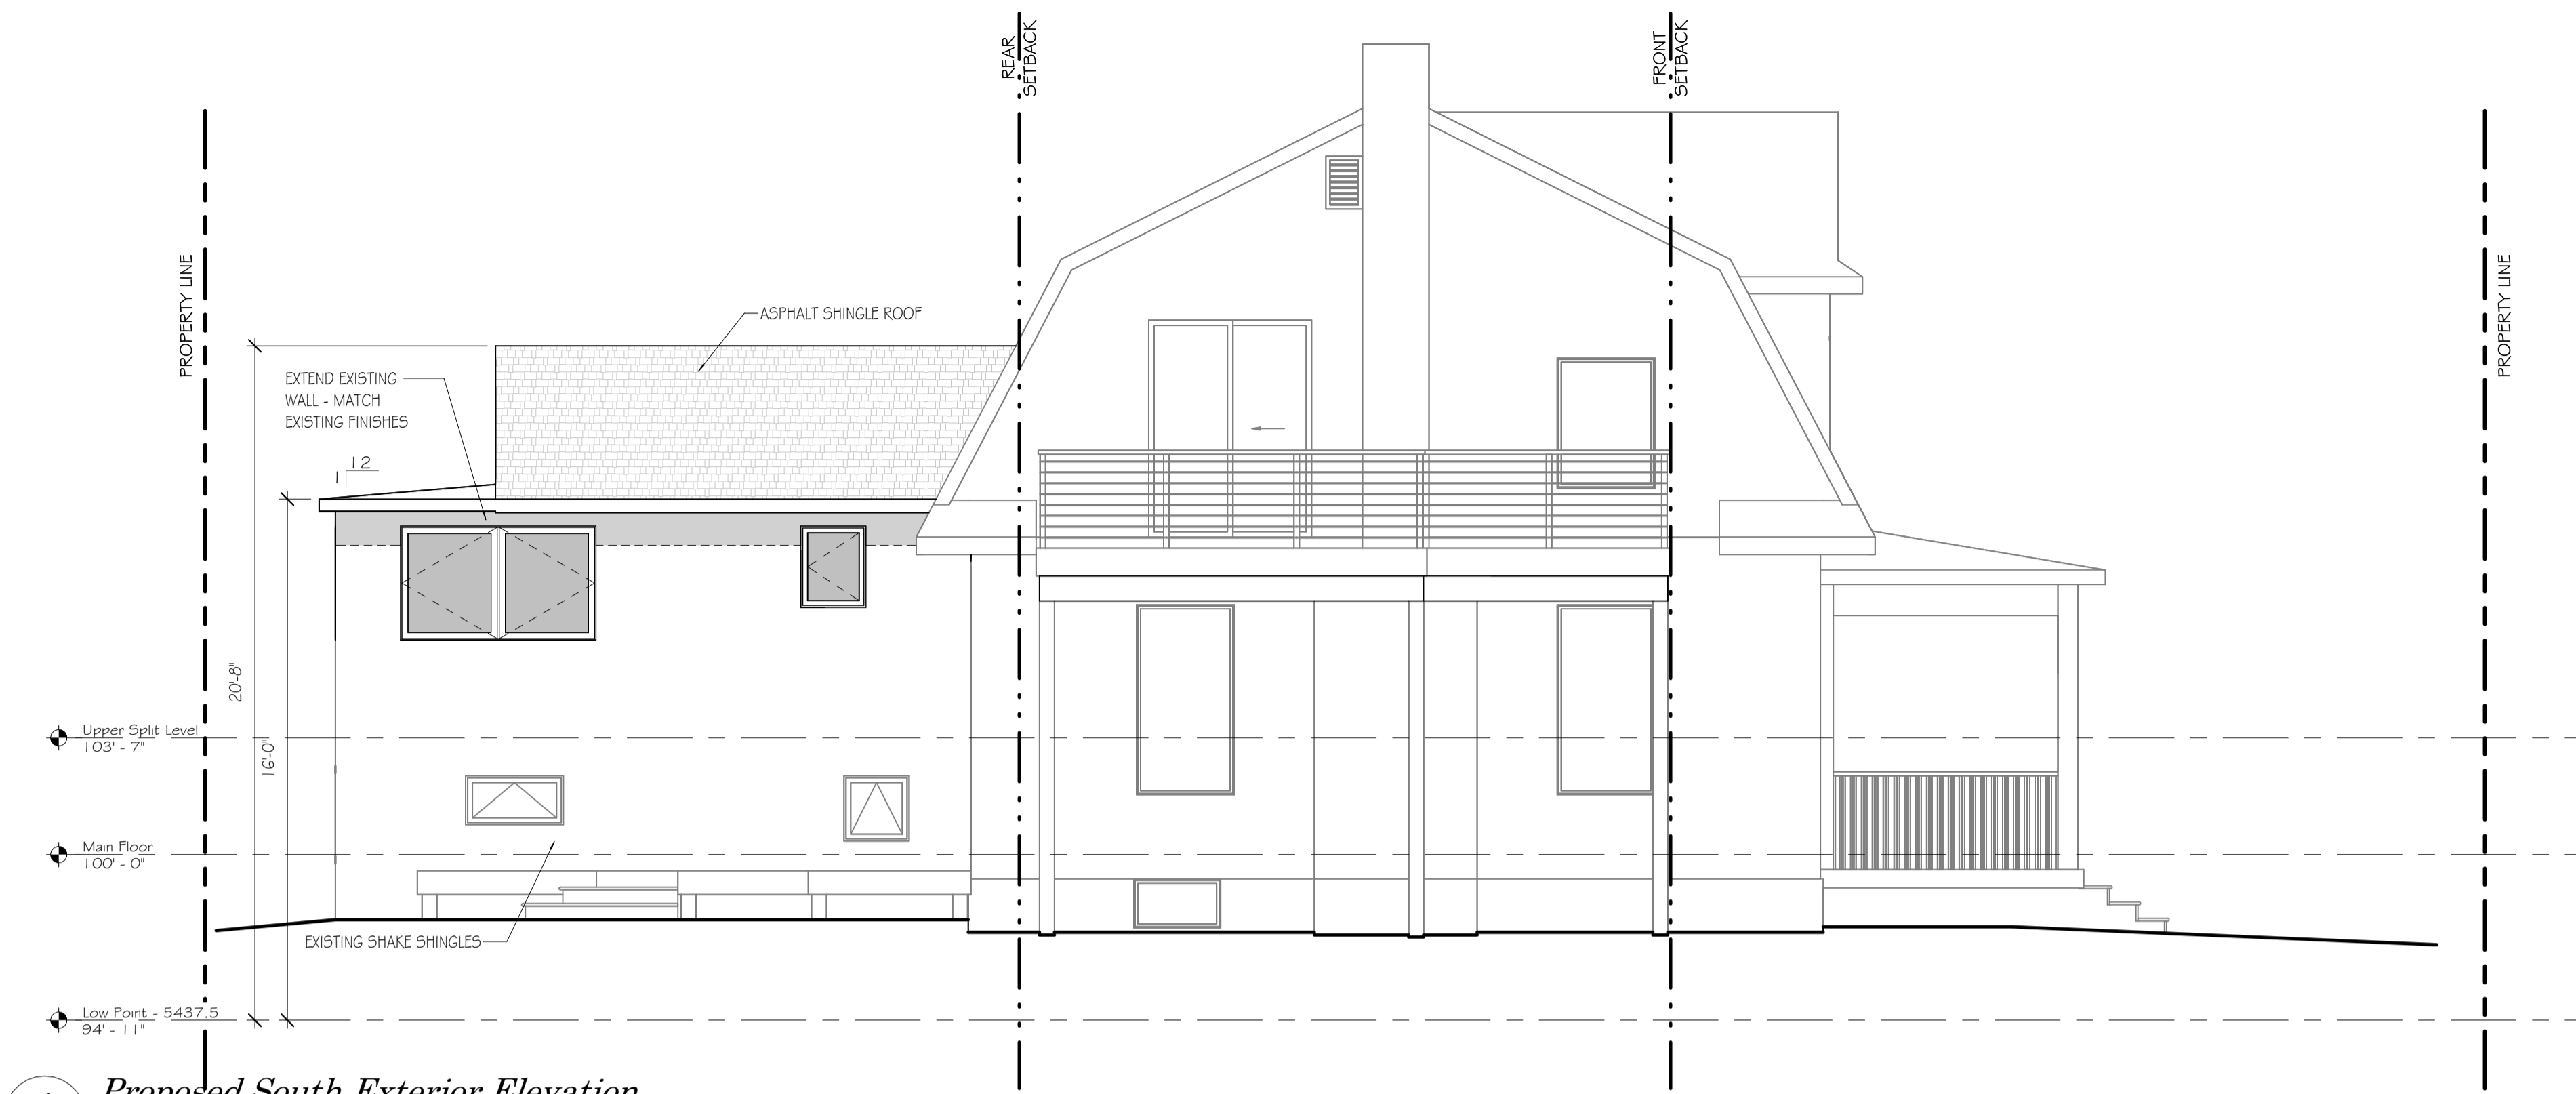 REAR
SETBACK
FRONT
SETBACK
PROPERTY LINE
PROPERTY LINE
ASPHALT SHINGLE ROOF
EXTEND EXISTING
WALL - MATCH
EXISTING FINISHES
12
1
20'-8"
16'-0"
Upper Split Level
103' - 7"
Main Floor
100' - 0"
EXISTING SHAKE SHINGLES
Low Point - 5437.5
94' - 11"
Proposed South Exterior Elevation